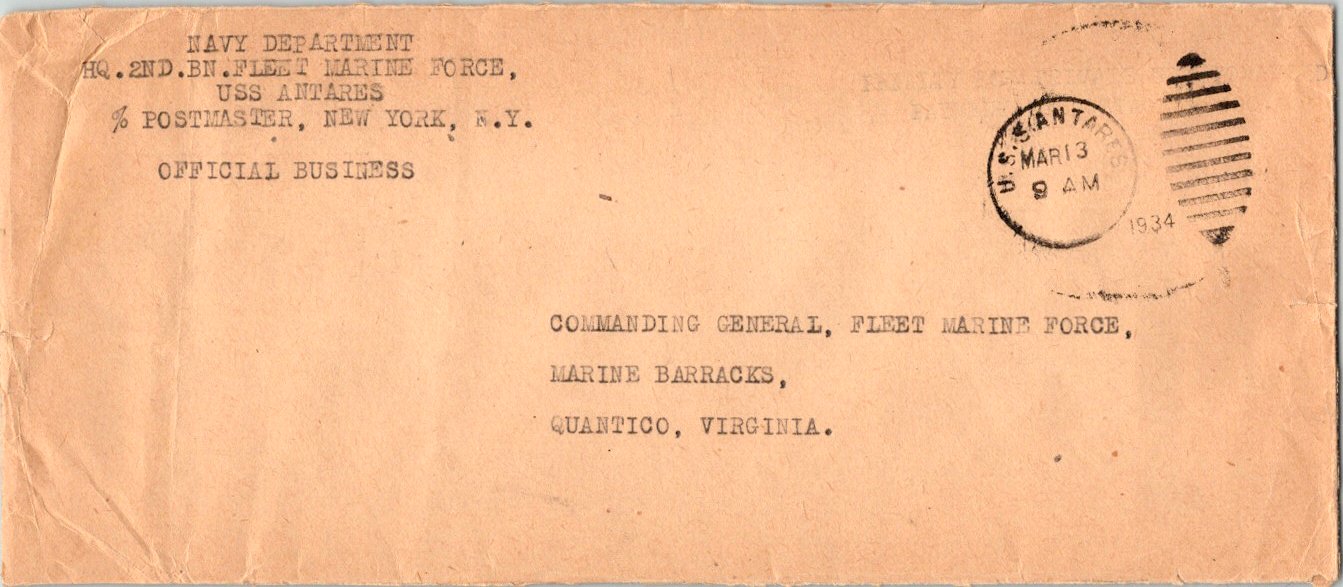 NAVY DEPARTMENT
HQ.2ND.BN.FLEET MARINE FORCE,
USS ANTARES
% POSTMASTER, NEW YORK, N.Y.
OFFICIAL BUSINESS
U.S.S. ANTARES
MAR 13
9 AM
1934
COMMANDING GENERAL, FLEET MARINE FORCE,
MARINE BARRACKS,
QUANTICO, VIRGINIA.